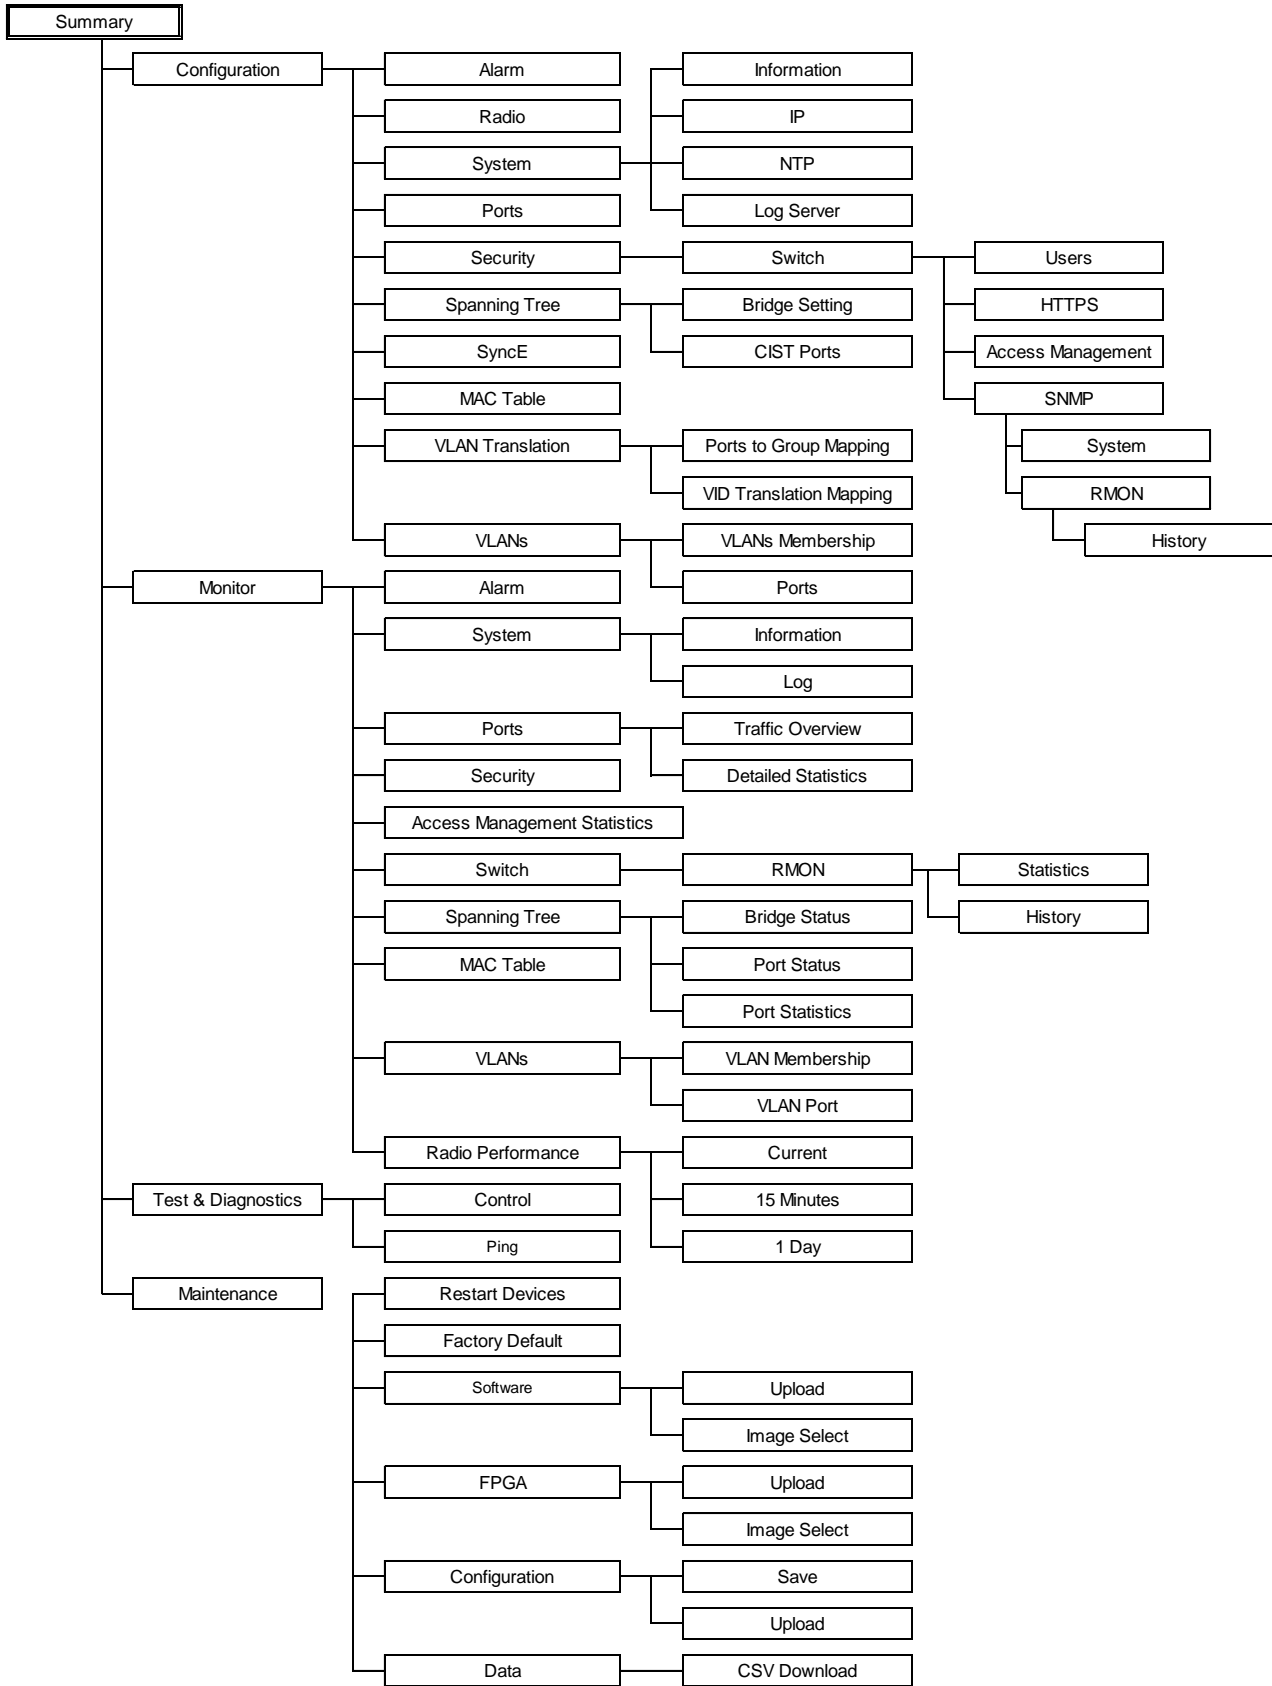 Summary
Configuration Alarm Information
Radio IP
System NTP
Ports Log Server
Security Switch Users
Spanning Tree Bridge Setting HTTPS
SyncE CIST Ports Access Management
MAC Table SNMP
VLAN Translation Ports to Group Mapping System
VID Translation Mapping RMON
VLANs VLANs Membership History
Monitor Alarm Ports
System Information
Log
Ports Traffic Overview
Security Detailed Statistics
Access Management Statistics
Switch RMON Statistics
Spanning Tree Bridge Status History
MAC Table Port Status
Port Statistics
VLANs VLAN Membership
VLAN Port
Radio Performance Current
Test & Diagnostics Control 15 Minutes
Ping 1 Day
Maintenance Restart Devices
Factory Default
Software Upload
Image Select
FPGA Upload
Image Select
Configuration Save
Upload
Data CSV Download